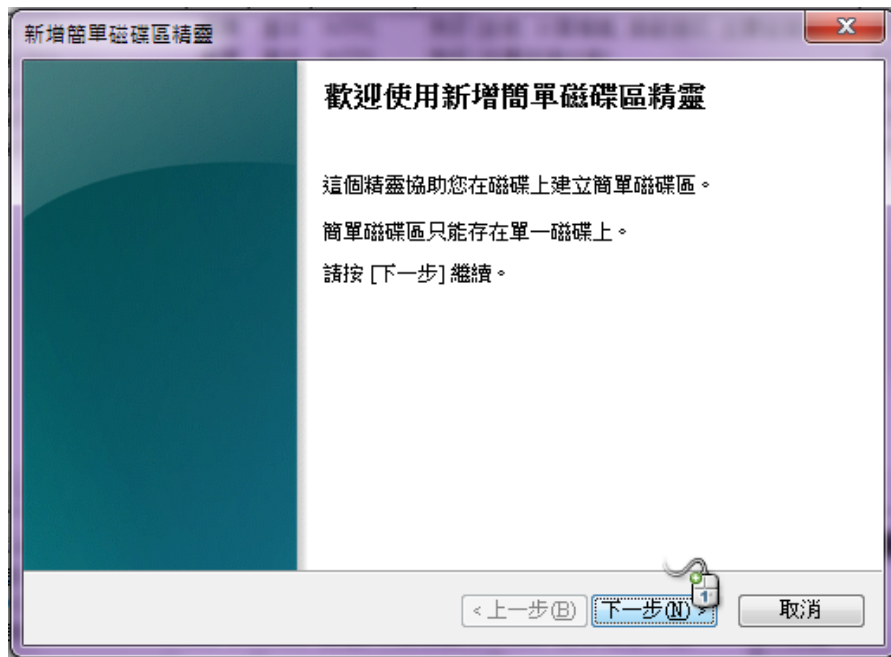 新增簡單磁碟區精靈
歡迎使用新增簡單磁碟區精靈
這個精靈協助您在磁碟上建立簡單磁碟區。
簡單磁碟區只能存在單一磁碟上。
請按 [下一步] 繼續。
< 上一步(B) 下一步(N) > 取消
1